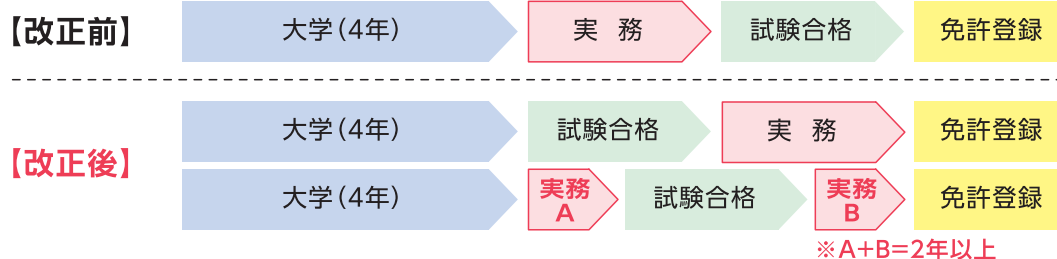 【改正前】 大学(4年) 実 務 試験合格 免許登録
【改正後】
大学(4年) 試験合格 実 務 免許登録
大学(4年) 実務 A 試験合格 実務 B 免許登録
※A+B=2年以上